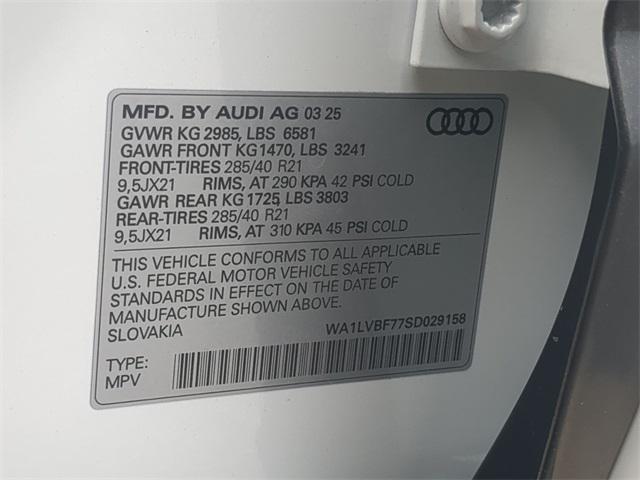 MFD. BY AUDI AG 03 25
GVWR KG 2985, LBS 6581
GAWR FRONT KG1470, LBS 3241
FRONT-TIRES 285/40 R21
9,5JX21 RIMS, AT 290 KPA 42 PSI COLD
GAWR REAR KG 1725, LBS 3803
REAR-TIRES 285/40 R21
9,5JX21 RIMS, AT 310 KPA 45 PSI COLD
THIS VEHICLE CONFORMS TO ALL APPLICABLE
U.S. FEDERAL MOTOR VEHICLE SAFETY
STANDARDS IN EFFECT ON THE DATE OF
MANUFACTURE SHOWN ABOVE.
SLOVAKIA WA1LVBF77SD029158
TYPE:
MPV